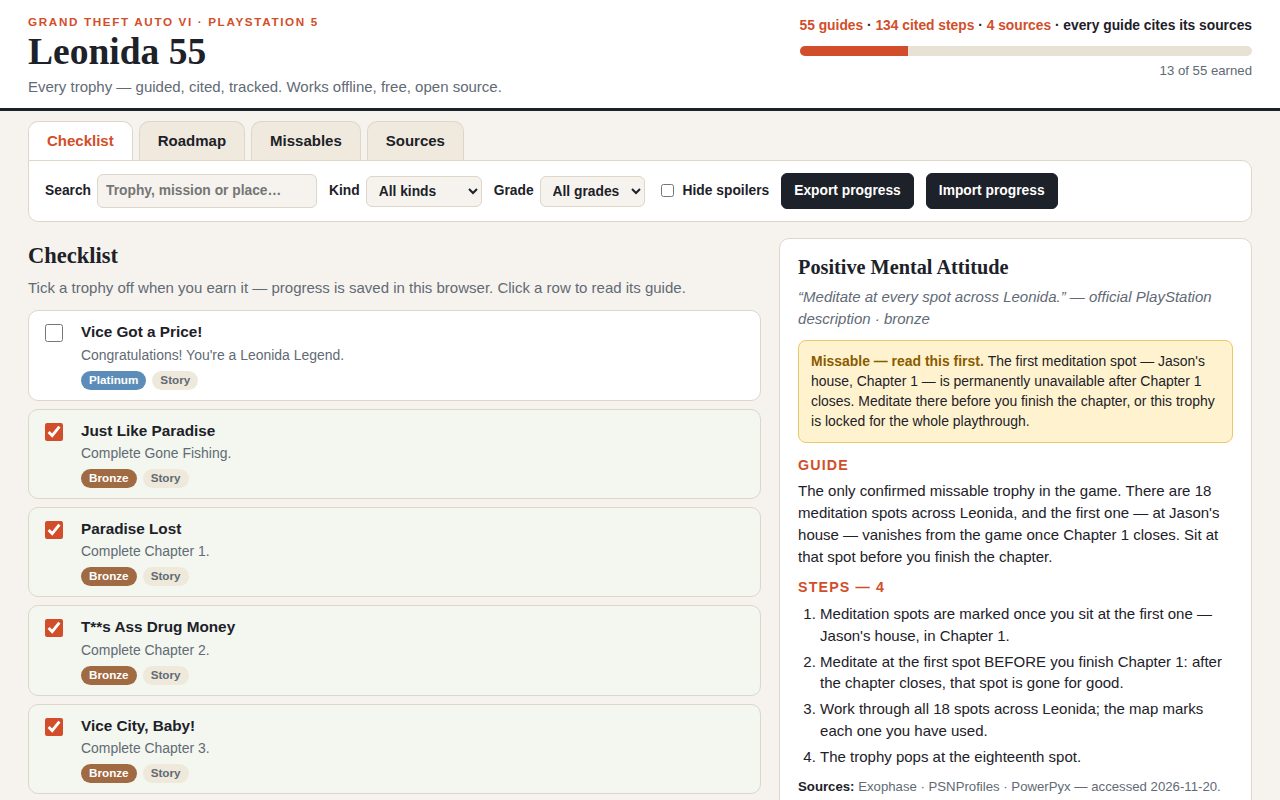 GRAND THEFT AUTO VI · PLAYSTATION 5
Leonida 55
Every trophy — guided, cited, tracked. Works offline, free, open source.
55 guides · 134 cited steps · 4 sources · every guide cites its sources
13 of 55 earned
Checklist
Roadmap
Missables
Sources
Search
Trophy, mission or place…
Kind
All kinds
Grade
All grades
Hide spoilers
Export progress
Import progress
Checklist
Tick a trophy off when you earn it — progress is saved in this browser. Click a row to read its guide.
Vice Got a Price!
Congratulations! You're a Leonida Legend.
Platinum
Story
Just Like Paradise
Complete Gone Fishing.
Bronze
Story
Paradise Lost
Complete Chapter 1.
Bronze
Story
T**s Ass Drug Money
Complete Chapter 2.
Bronze
Story
Vice City, Baby!
Complete Chapter 3.
Bronze
Story
Positive Mental Attitude
“Meditate at every spot across Leonida.” — official PlayStation
description · bronze
Missable — read this first. The first meditation spot — Jason's
house, Chapter 1 — is permanently unavailable after Chapter 1
closes. Meditate there before you finish the chapter, or this trophy
is locked for the whole playthrough.
GUIDE
The only confirmed missable trophy in the game. There are 18
meditation spots across Leonida, and the first one — at Jason's
house — vanishes from the game once Chapter 1 closes. Sit at
that spot before you finish the chapter.
STEPS — 4
1. Meditation spots are marked once you sit at the first one —
Jason's house, in Chapter 1.
2. Meditate at the first spot BEFORE you finish Chapter 1: after
the chapter closes, that spot is gone for good.
3. Work through all 18 spots across Leonida; the map marks
each one you have used.
4. The trophy pops at the eighteenth spot.
Sources: Exophase · PSNProfiles · PowerPyx — accessed 2026-11-20.